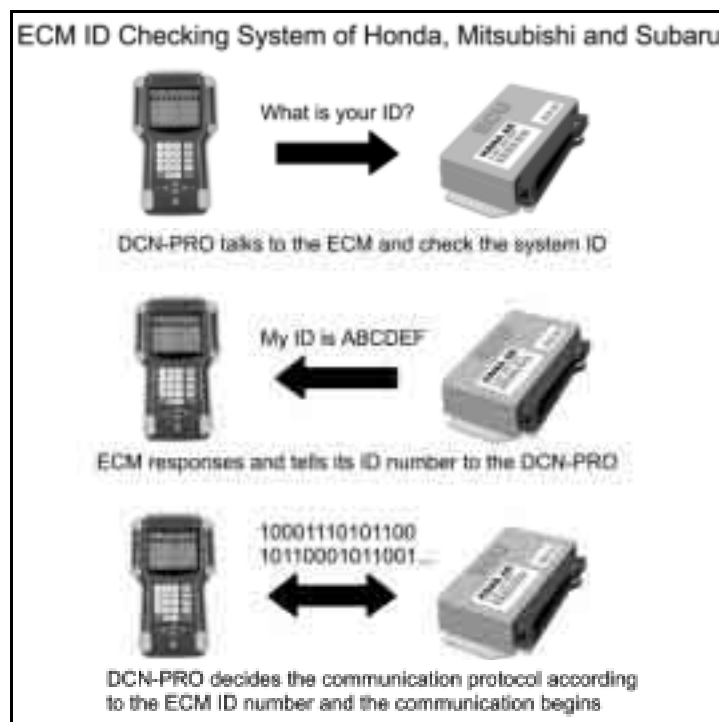 ECM ID Checking System of Honda, Mitsubishi and Subaru
What is your ID?
ECU
DCN-PRO talks to the ECM and check the system ID
My ID is ABCDEF
ECM responses and tells its ID number to the DCN-PRO
10001110101100
10110001011001...
ECU
DCN-PRO decides the communication protocol according
to the ECM ID number and the communication begins